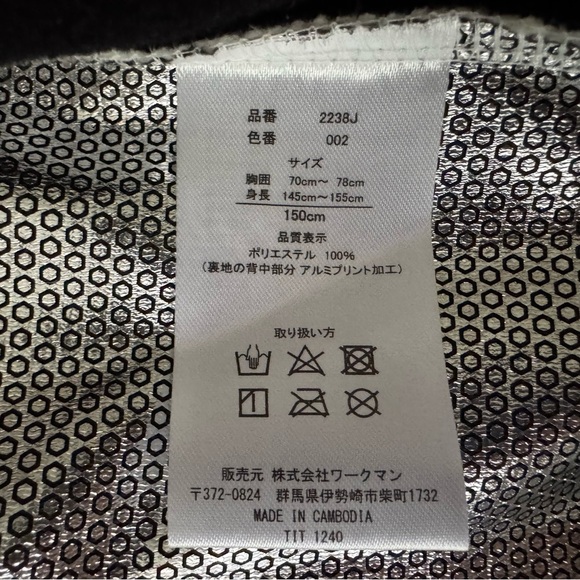 品番 2238J
色番 002
サイズ
胸囲 70cm～ 78cm
身長 145cm～155cm
150cm
品質表示
ポリエステル 100%
(裏地の背中部分 アルミプリント加工)
取り扱い方
販売元 株式会社ワークマン
〒372-0824 群馬県伊勢崎市柴町1732
MADE IN CAMBODIA
TIT 1240